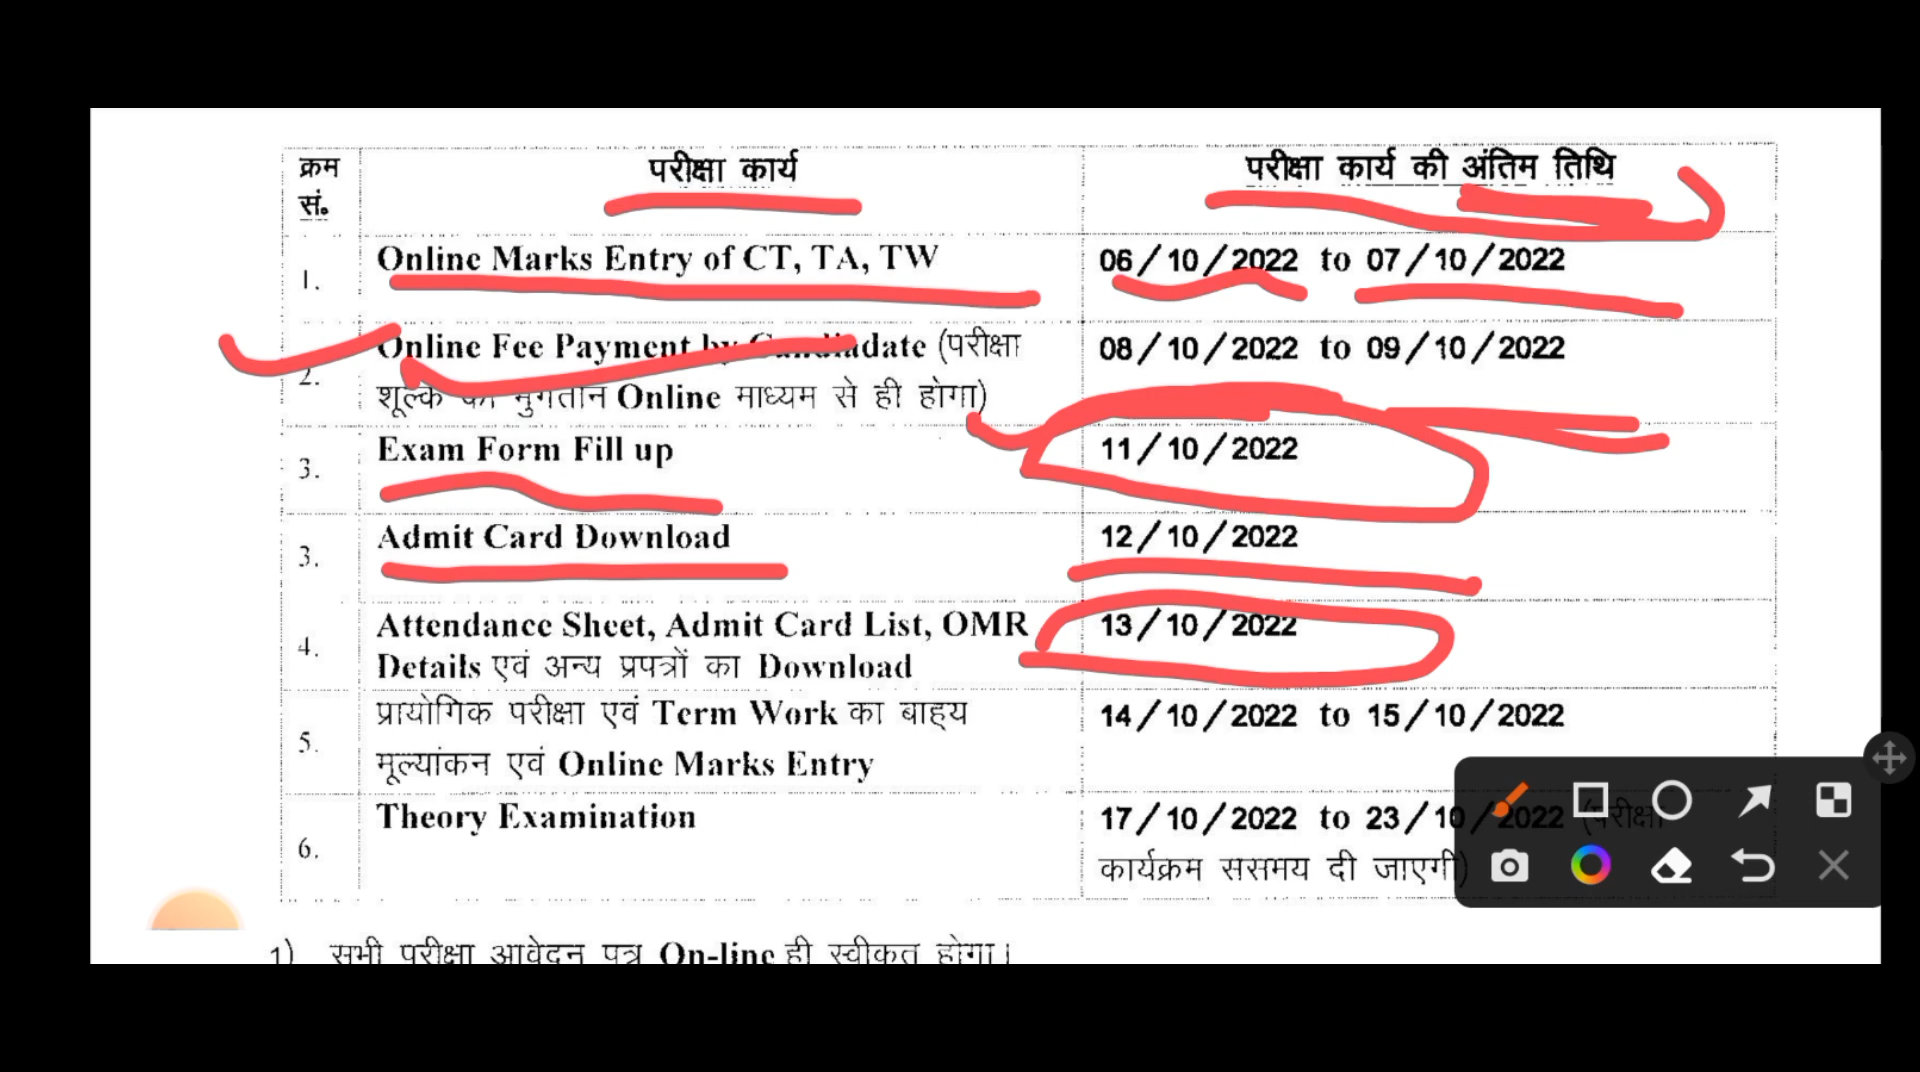 क्रम
सं.
परीक्षा कार्य
परीक्षा कार्य की अंतिम तिथि
1.
Online Marks Entry of CT, TA, TW
06/10/2022 to 07/10/2022
2.
Online Fee Payment by Candiadate (परीक्षा
शूल्क का भुगतान Online माध्यम से ही होगा)
08/10/2022 to 09/10/2022
3.
Exam Form Fill up
11/10/2022
3.
Admit Card Download
12/10/2022
4.
Attendance Sheet, Admit Card List, OMR
Details एवं अन्य प्रपत्रों का Download
13/10/2022
5.
प्रायोगिक परीक्षा एवं Term Work का बाह्य
मूल्यांकन एवं Online Marks Entry
14/10/2022 to 15/10/2022
6.
Theory Examination
17/10/2022 to 23/10/2022 (परीक्षा
कार्यक्रम ससमय दी जाएगी)
1) सभी परीक्षा आवेदन पत्र On-line ही स्वीकृत होगा।